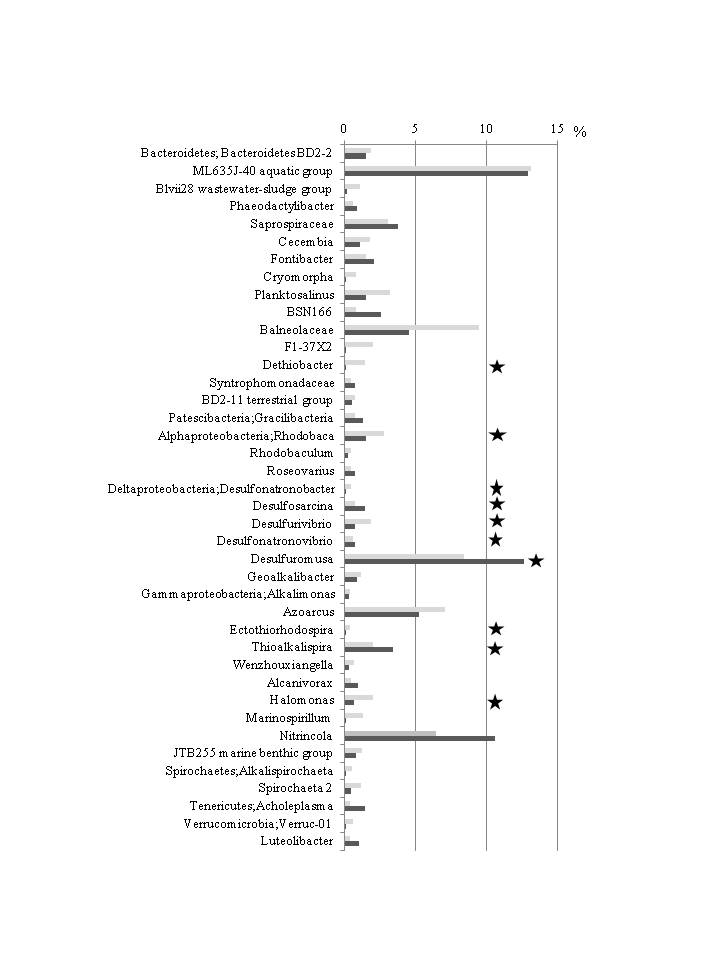 0 5 10 15 %
Bacteroidetes; Bacteroidetes BD2-2
ML635J-40 aquatic group
Blvii28 wastewater-sludge group
Phaeodactylibacter
Saprospiraceae
Cecembia
Fontibacter
Cryomorpha
Planktosalinus
BSN166
Balneolaceae
F1-37X2
Dethiobacter
Syntrophomonadaceae
BD2-11 terrestrial group
Patescibacteria;Gracilibacteria
Alphaproteobacteria;Rhodobaca
Rhodobaculum
Roseovarius
Deltaproteobacteria;Desulfonatronobacter
Desulfosarcina
Desulfurivibrio
Desulfonatronovibrio
Desulfuromusa
Geoalkalibacter
Gammaproteobacteria;Alkalimonas
Azoarcus
Ectothiorhodospira
Thioalkalispira
Wenzhouxiangella
Alcanivorax
Halomonas
Marinospirillum
Nitrincola
JTB255 marine benthic group
Spirochaetes;Alkalispirochaeta
Spirochaeta 2
Tenericutes;Acholeplasma
Verrucomicrobia;Verruc-01
Luteolibacter